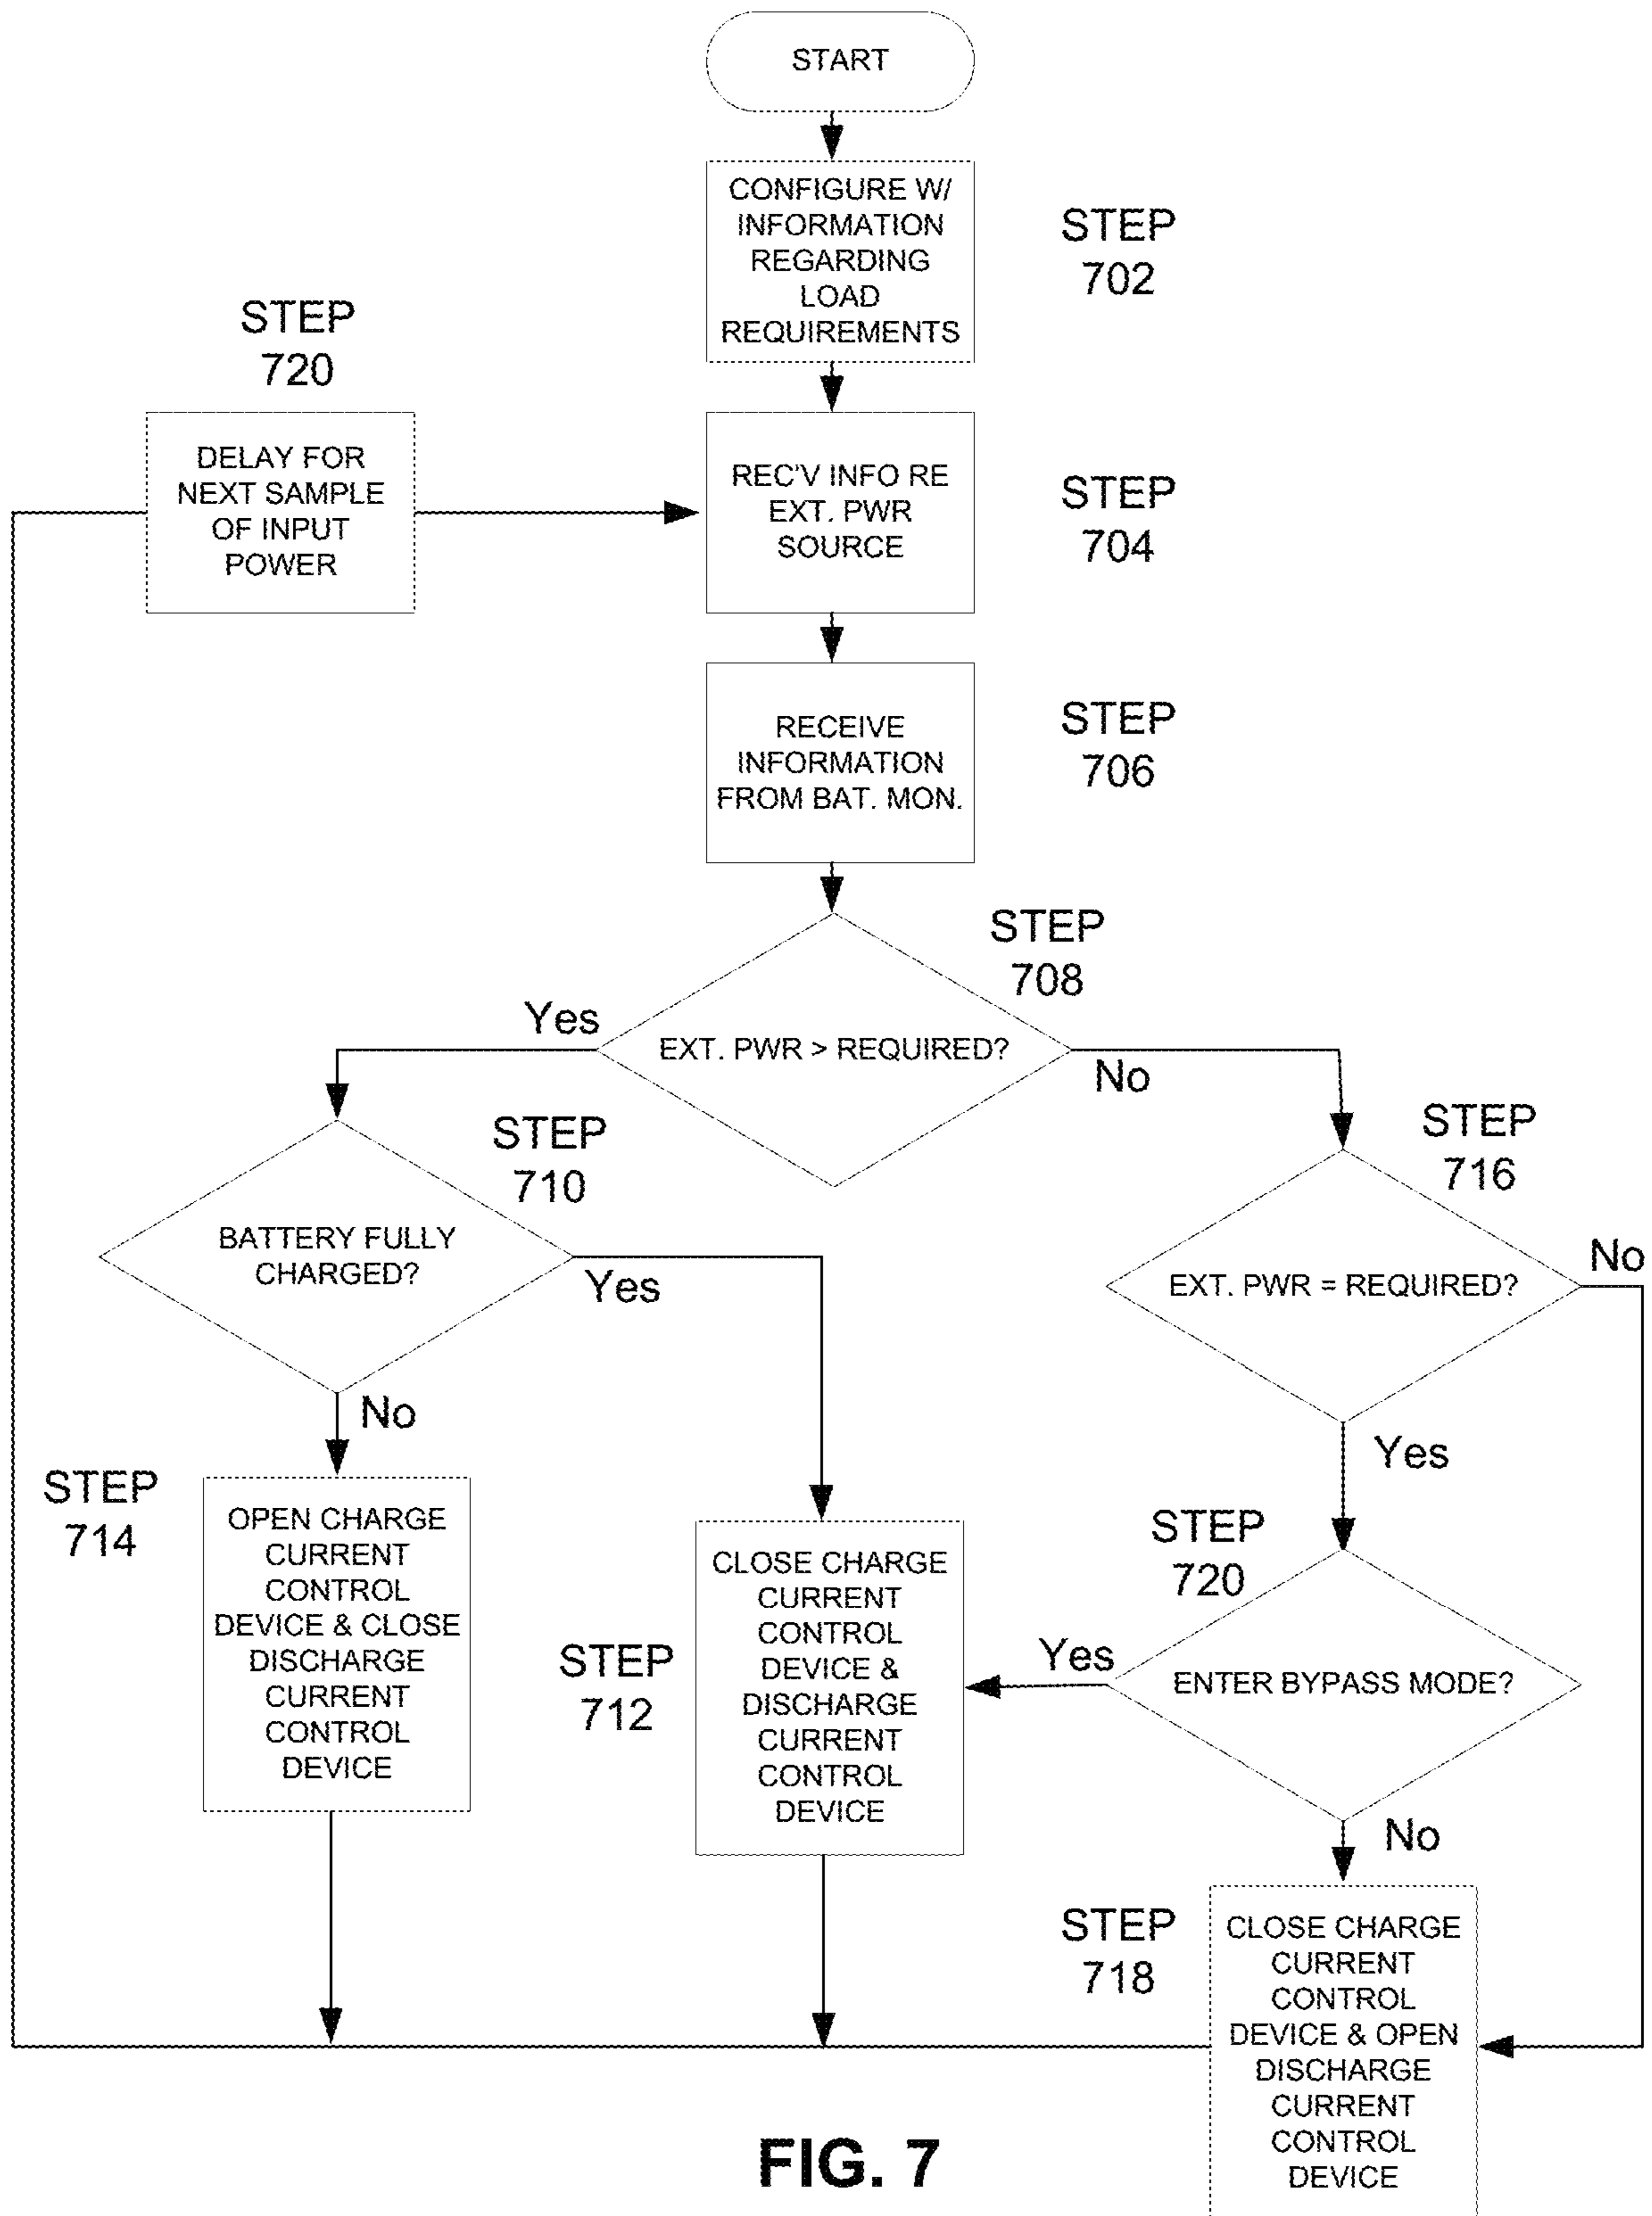 START
CONFIGURE W/
INFORMATION
REGARDING
LOAD
REQUIREMENTS
STEP
702
STEP
720
DELAY FOR
NEXT SAMPLE
OF INPUT
POWER
REC'V INFO RE
EXT. PWR
SOURCE
STEP
704
RECEIVE
INFORMATION
FROM BAT. MON.
STEP
706
STEP
708
EXT. PWR > REQUIRED?
Yes
No
STEP
710
BATTERY FULLY
CHARGED?
Yes
No
STEP
716
EXT. PWR = REQUIRED?
No
Yes
STEP
714
OPEN CHARGE
CURRENT
CONTROL
DEVICE & CLOSE
DISCHARGE
CURRENT
CONTROL
DEVICE
STEP
712
CLOSE CHARGE
CURRENT
CONTROL
DEVICE &
DISCHARGE
CURRENT
CONTROL
DEVICE
STEP
720
ENTER BYPASS MODE?
Yes
No
STEP
718
CLOSE CHARGE
CURRENT
CONTROL
DEVICE & OPEN
DISCHARGE
CURRENT
CONTROL
DEVICE
FIG. 7